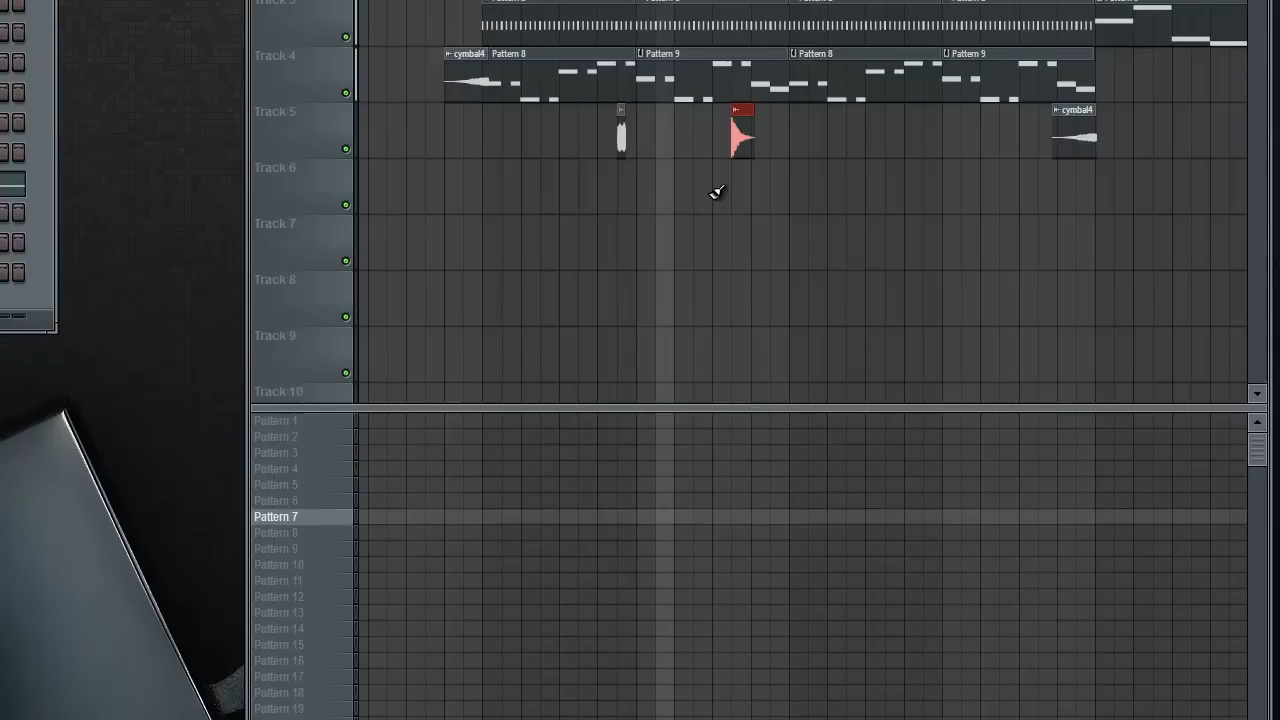 Track 4
cymbal4 Pattern 8 Pattern 9 Pattern 8 Pattern 9
Track 5
cymbal4
Track 6
Track 7
Track 8
Track 9
Track 10
Pattern 1
Pattern 2
Pattern 3
Pattern 4
Pattern 5
Pattern 6
Pattern 7
Pattern 8
Pattern 9
Pattern 10
Pattern 11
Pattern 12
Pattern 13
Pattern 14
Pattern 15
Pattern 16
Pattern 17
Pattern 18
Pattern 19